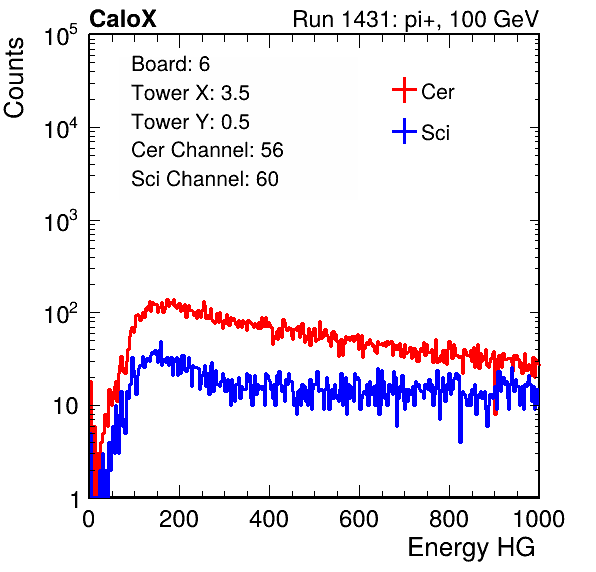 CaloX Run 1431: pi+, 100 GeV
Counts
Board: 6
Tower X: 3.5
Tower Y: 0.5
Cer Channel: 56
Sci Channel: 60
Cer
Sci
10^5
10^4
10^3
10^2
10
1
0 200 400 600 800 1000
Energy HG